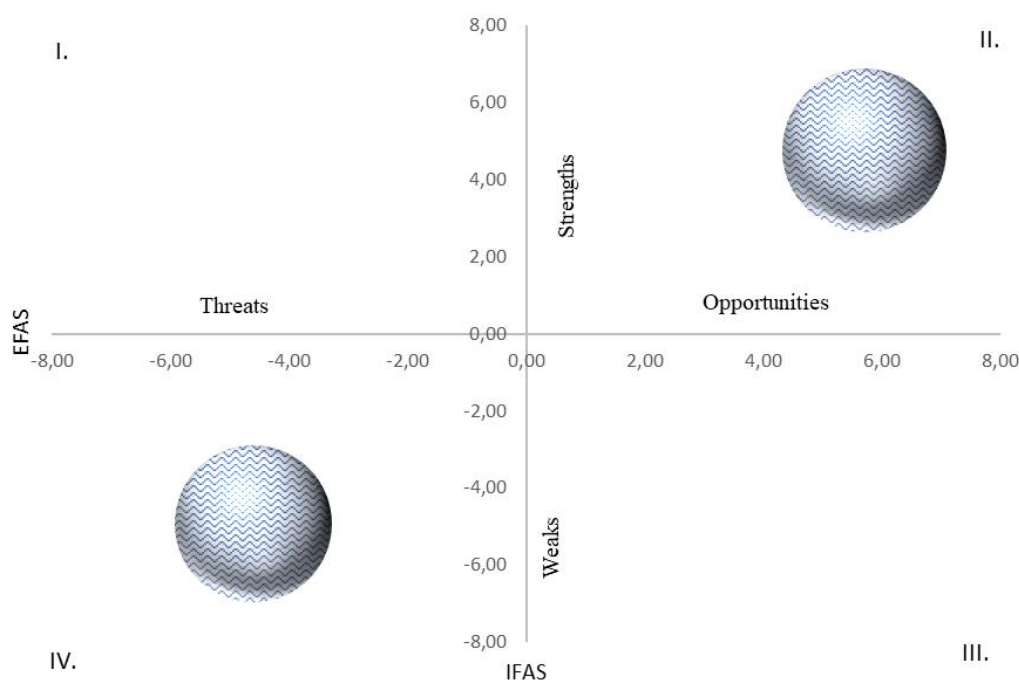 8,00
I.
II.
6,00
4,00
Strengths
2,00
Threats
Opportunities
EFAS
0,00
-8,00 -6,00 -4,00 -2,00 0,00 2,00 4,00 6,00 8,00
-2,00
-4,00
Weaks
-6,00
-8,00
IV.
III.
IFAS